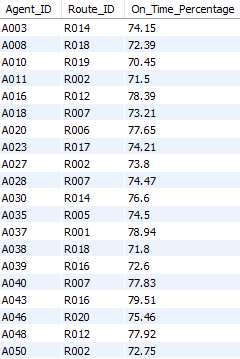 Agent_ID Route_ID On_Time_Percentage
A003 R014 74.15
A008 R018 72.39
A010 R019 70.45
A011 R002 71.5
A016 R012 78.39
A018 R007 73.21
A020 R006 77.65
A023 R017 74.21
A027 R002 73.8
A028 R007 74.47
A030 R014 76.6
A035 R005 74.5
A037 R001 78.94
A038 R018 71.8
A039 R016 72.6
A040 R007 77.83
A043 R016 79.51
A046 R020 75.46
A048 R012 77.92
A050 R002 72.75